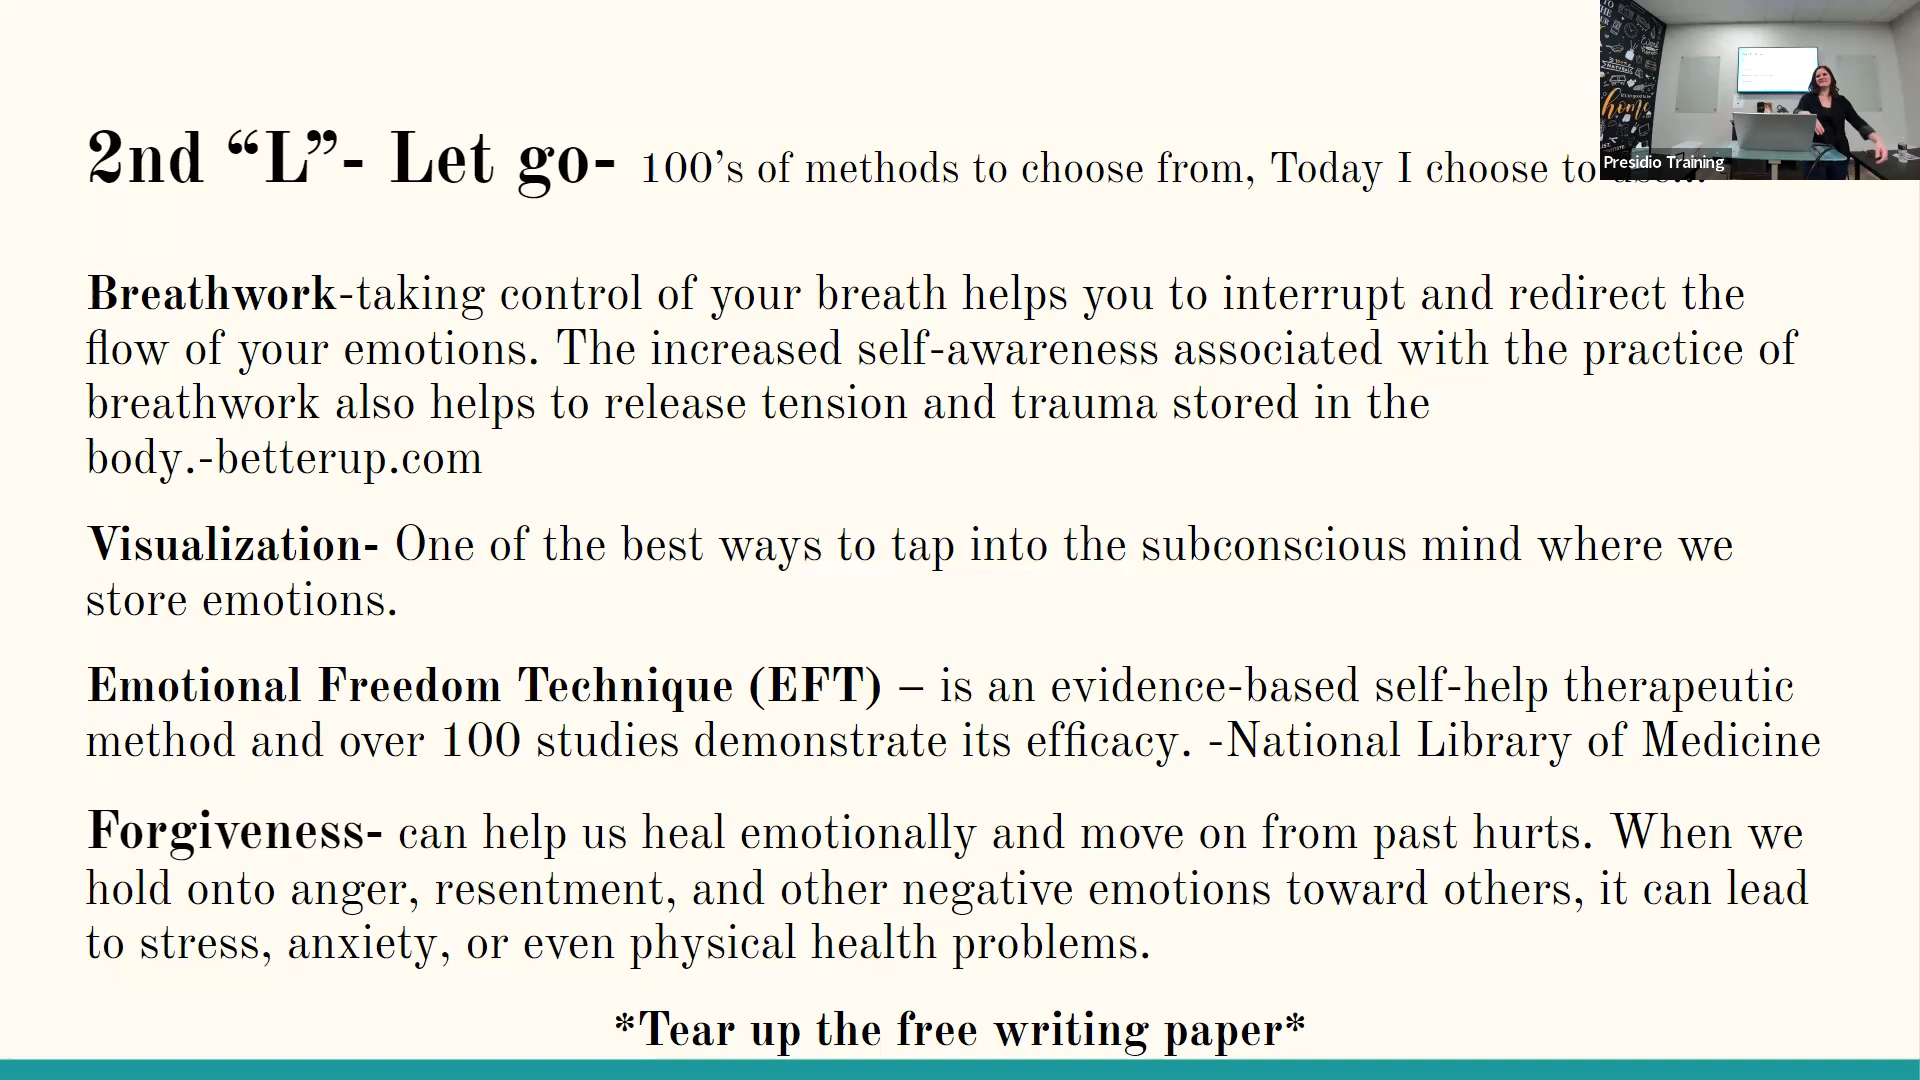 2nd “L”- Let go- 100’s of methods to choose from, Today I choose to
Breathwork-taking control of your breath helps you to interrupt and redirect the
flow of your emotions. The increased self-awareness associated with the practice of
breathwork also helps to release tension and trauma stored in the
body.-betterup.com
Visualization- One of the best ways to tap into the subconscious mind where we
store emotions.
Emotional Freedom Technique (EFT) – is an evidence-based self-help therapeutic
method and over 100 studies demonstrate its efficacy. -National Library of Medicine
Forgiveness- can help us heal emotionally and move on from past hurts. When we
hold onto anger, resentment, and other negative emotions toward others, it can lead
to stress, anxiety, or even physical health problems.
*Tear up the free writing paper*
home
Presidio Training